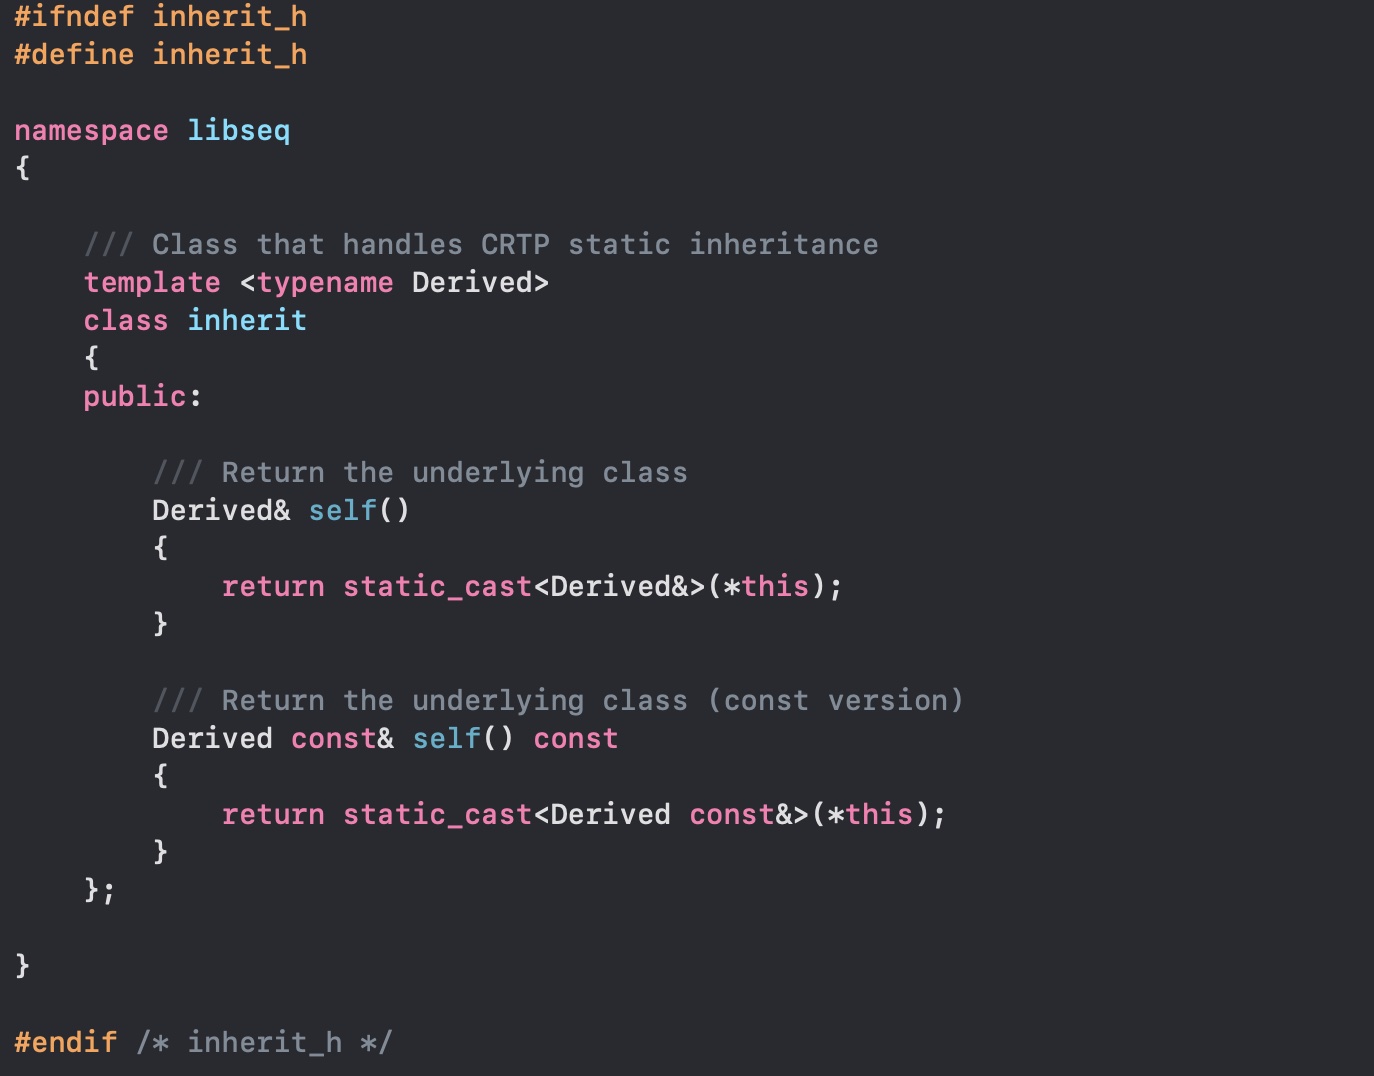 #ifndef inherit_h
#define inherit_h
namespace libseq
{
/// Class that handles CRTP static inheritance
template <typename Derived>
class inherit
{
public:
/// Return the underlying class
Derived& self()
{
return static_cast<Derived&>(*this);
}
/// Return the underlying class (const version)
Derived const& self() const
{
return static_cast<Derived const&>(*this);
}
};
}
#endif /* inherit_h */